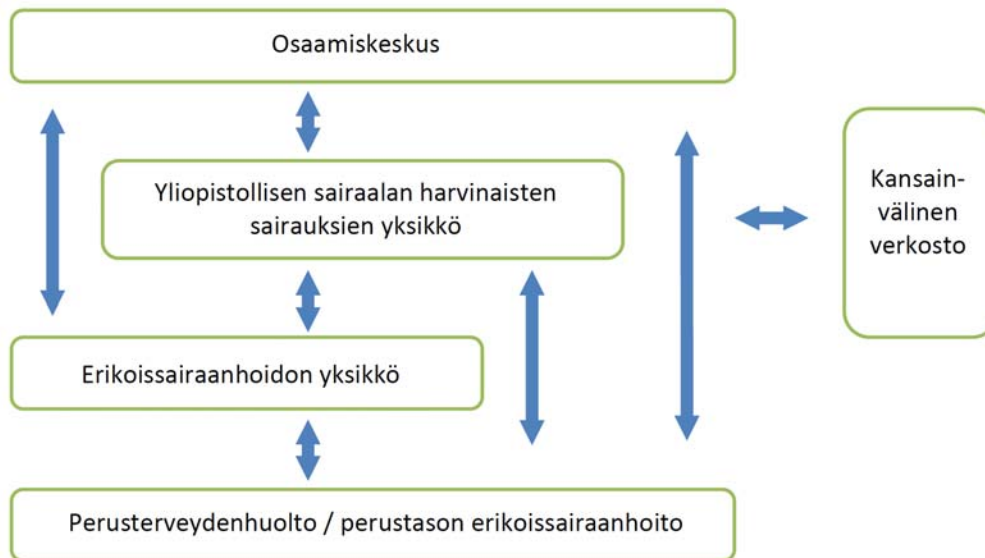 Osaamiskeskus
Yliopistollisen sairaalan harvinaisten
sairauksien yksikkö
Kansain-
välinen
verkosto
Erikoissairaanhoidon yksikkö
Perusterveydenhuolto / perustason erikoissairaanhoito